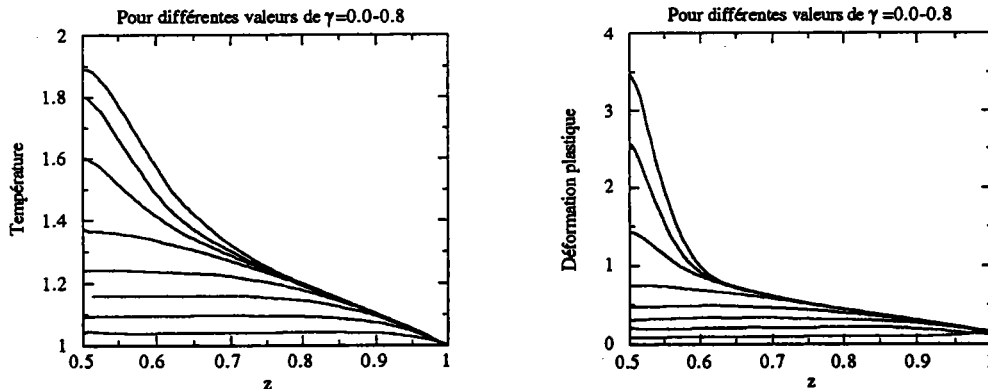 Pour différentes valeurs de γ=0.0-0.8
Température
2
1.8
1.6
1.4
1.2
1
0.5 0.6 0.7 0.8 0.9 1
z
Pour différentes valeurs de γ=0.0-0.8
Déformation plastique
4
3
2
1
0
0.5 0.6 0.7 0.8 0.9 1
z